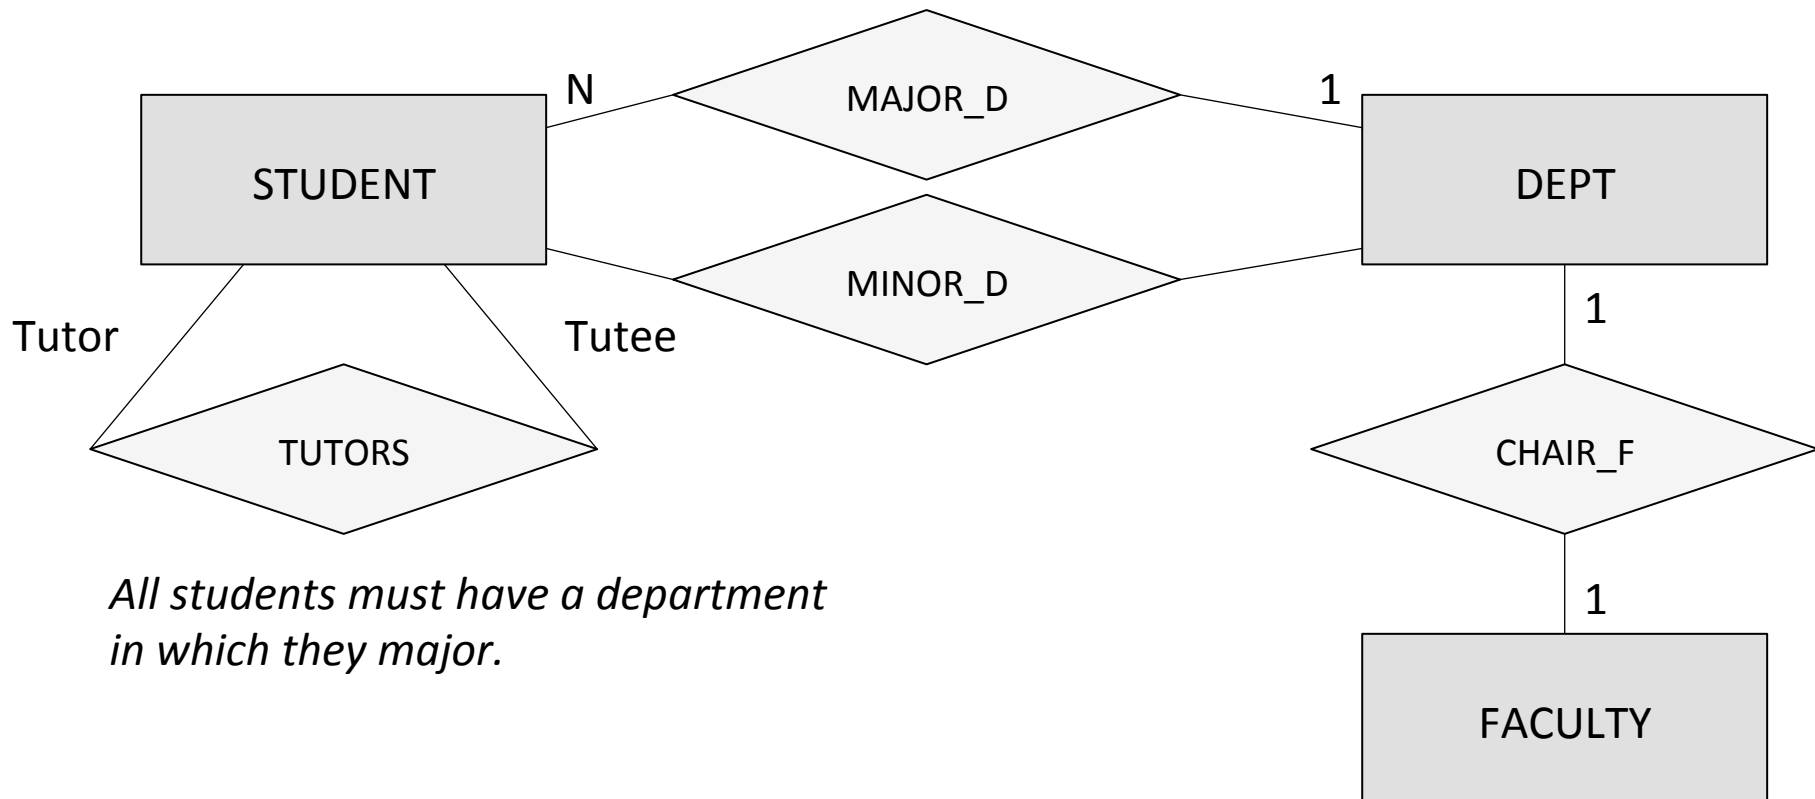 N
MAJOR_D
1
STUDENT
DEPT
MINOR_D
1
Tutor
Tutee
TUTORS
CHAIR_F
All students must have a department
in which they major.
1
FACULTY